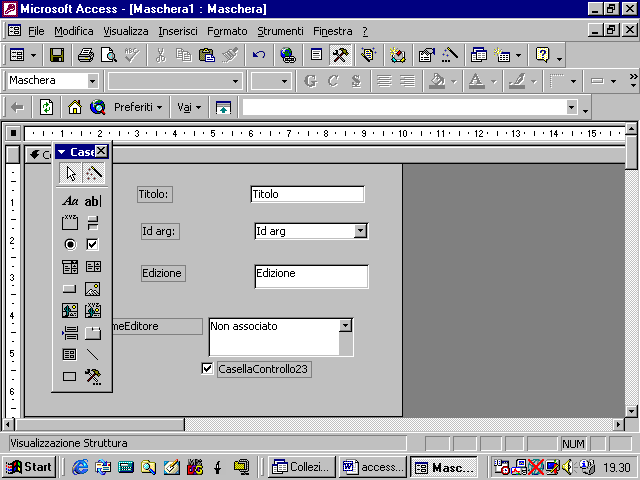 Microsoft Access - [Maschera1 : Maschera]
File Modifica Visualizza Inserisci Formato Strumenti Finestra ?
Maschera G C S
Preferiti Vai
1 2 3 4 5 6 7 8 9 10 11 12 13 14 15
Case
Aa ab|
XYZ
Titolo: Titolo
Id arg: Id arg
Edizione Edizione
meEditore Non associato
CasellaControllo23
1
2
3
4
5
6
Visualizzazione Struttura NUM
Start Collezi... access... Masc... 19.30